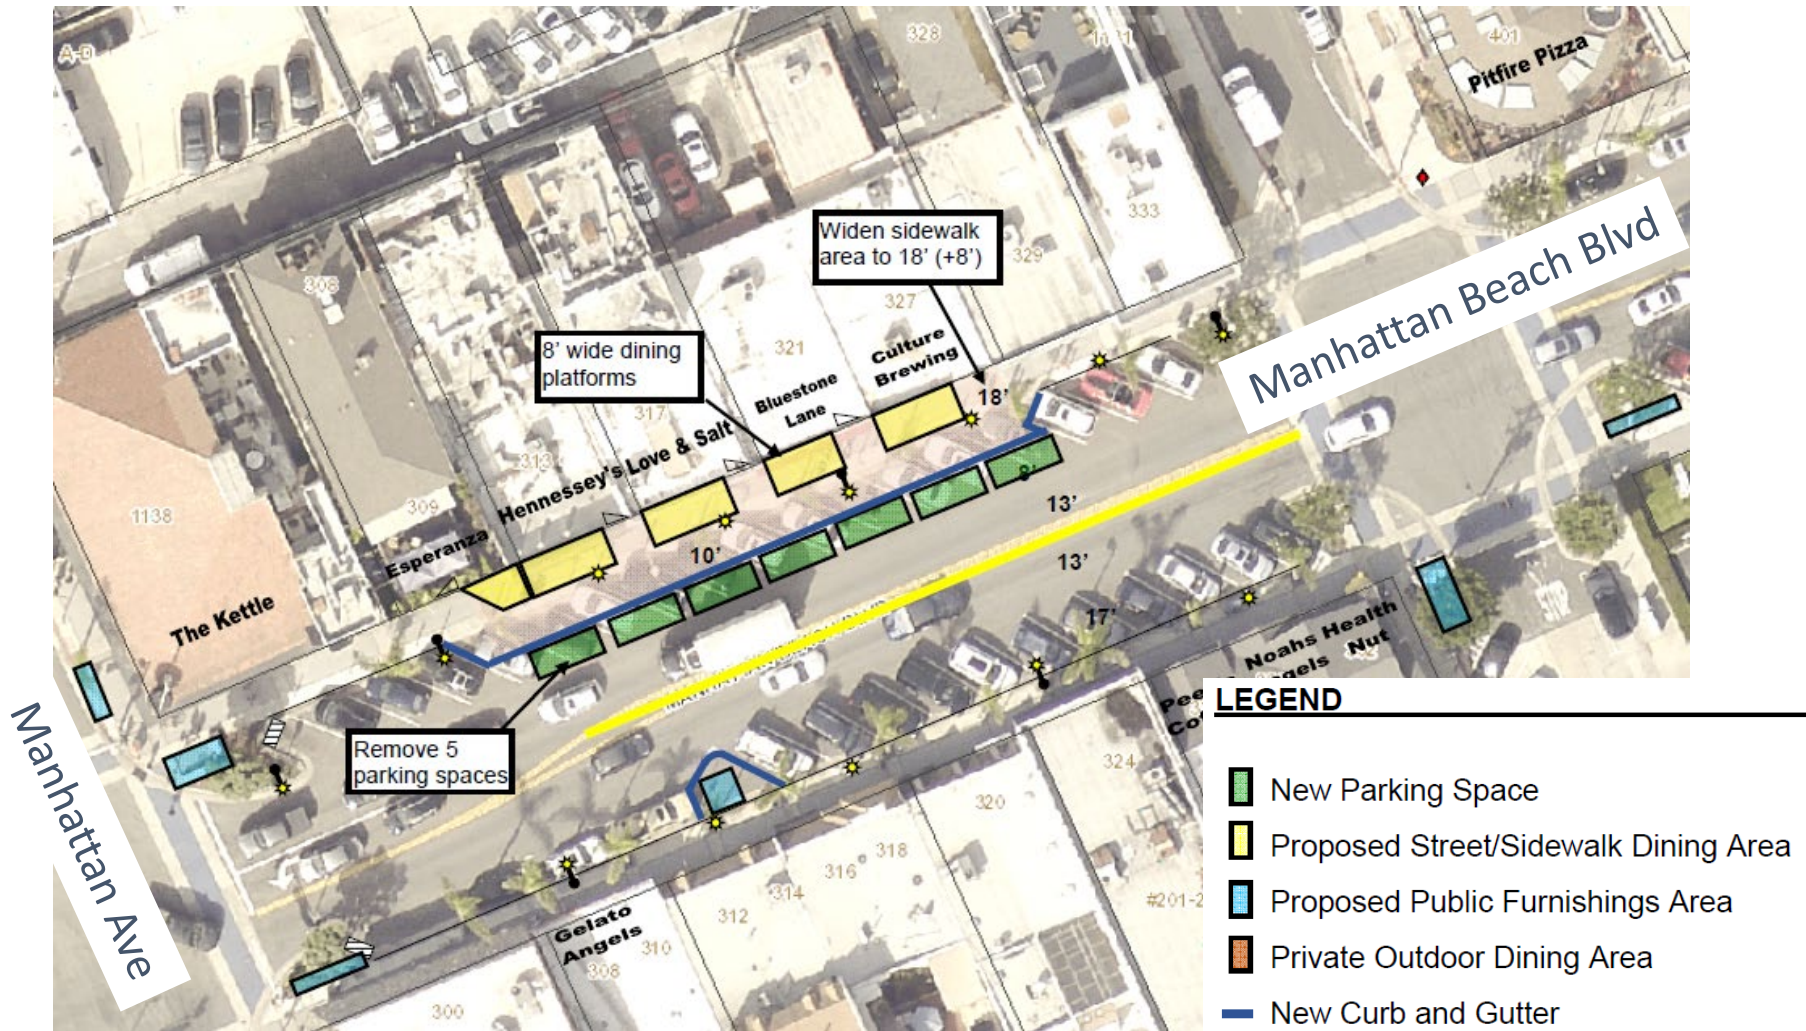 A-D
328
1131
401
Pitfire Pizza
Widen sidewalk
area to 18' (+8')
333
329
Manhattan Beach Blvd
308
327
8' wide dining
platforms
321
Culture
Brewing
Bluestone
Lane
18'
317
Hennessey's Love & Salt
313
309
1138
Esperanza
10'
8'
13'
13'
17'
The Kettle
Noahs Health
Nut
Manhattan Ave
Remove 5
parking spaces
324
320
318
316
314
312
310
308
300
#201-2
Gelato
Angels
LEGEND
New Parking Space
Proposed Street/Sidewalk Dining Area
Proposed Public Furnishings Area
Private Outdoor Dining Area
New Curb and Gutter